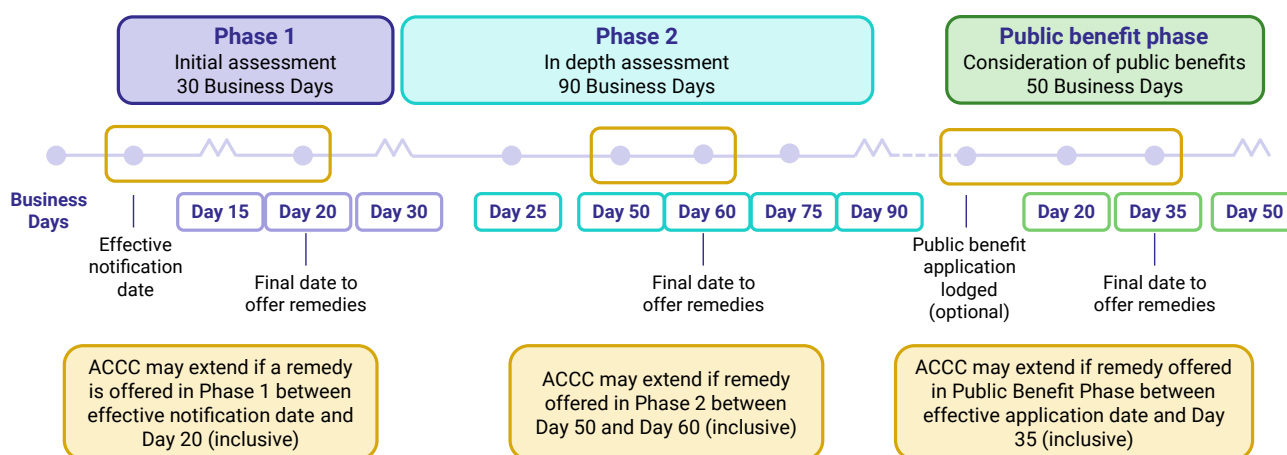 Phase 1
Initial assessment
30 Business Days
Phase 2
In depth assessment
90 Business Days
Public benefit phase
Consideration of public benefits
50 Business Days
Business
Days
Day 15
Day 20
Day 30
Day 25
Day 50
Day 60
Day 75
Day 90
Day 20
Day 35
Day 50
Effective
notification
date
Final date to
offer remedies
Final date to
offer remedies
Public benefit
application
lodged
(optional)
Final date to
offer remedies
ACCC may extend if a remedy
is offered in Phase 1 between
effective notification date and
Day 20 (inclusive)
ACCC may extend if remedy
offered in Phase 2 between
Day 50 and Day 60 (inclusive)
ACCC may extend if remedy offered
in Public Benefit Phase between
effective application date and Day
35 (inclusive)